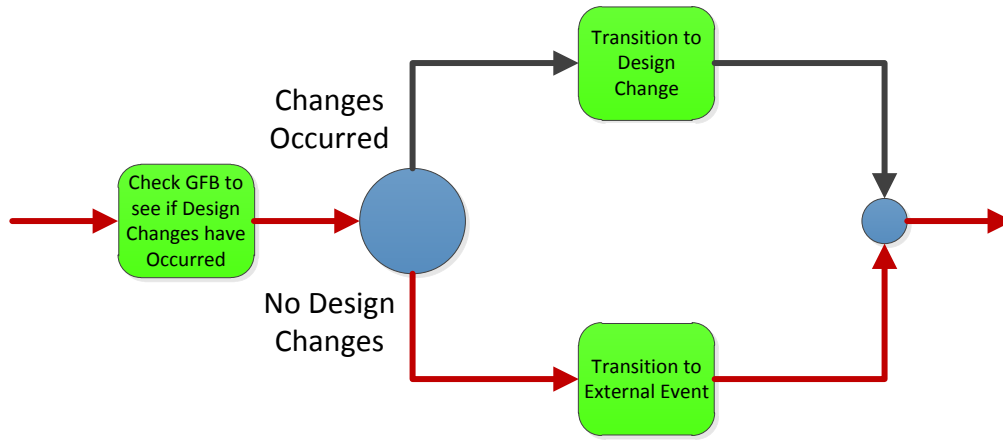 Transition to
Design
Change
Changes
Occurred
Check GFB to
see if Design
Changes have
Occurred
No Design
Changes
Transition to
External Event